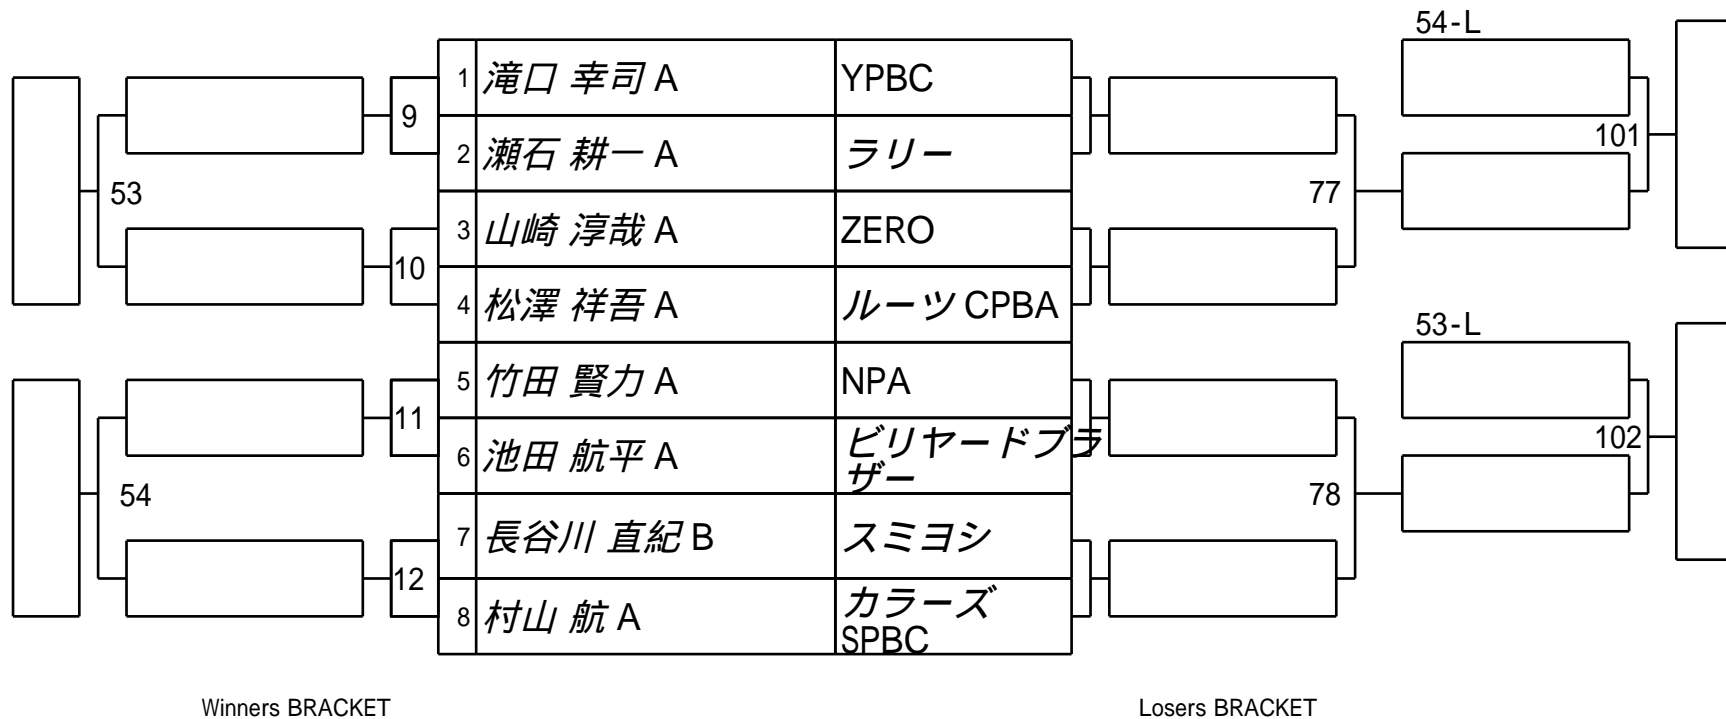 54-L
1 滝口 幸司 A YPBC
9
101
2 瀬石 耕一 A ラリー
53
77
3 山崎 淳哉 A ZERO
10
4 松澤 祥吾 A ルーツ CPBA
53-L
5 竹田 賢力 A NPA
11
102
6 池田 航平 A ビリヤードブラ
ザー
54
78
7 長谷川 直紀 B スミヨシ
12
8 村山 航 A カラーズ
SPBC
Winners BRACKET
Losers BRACKET